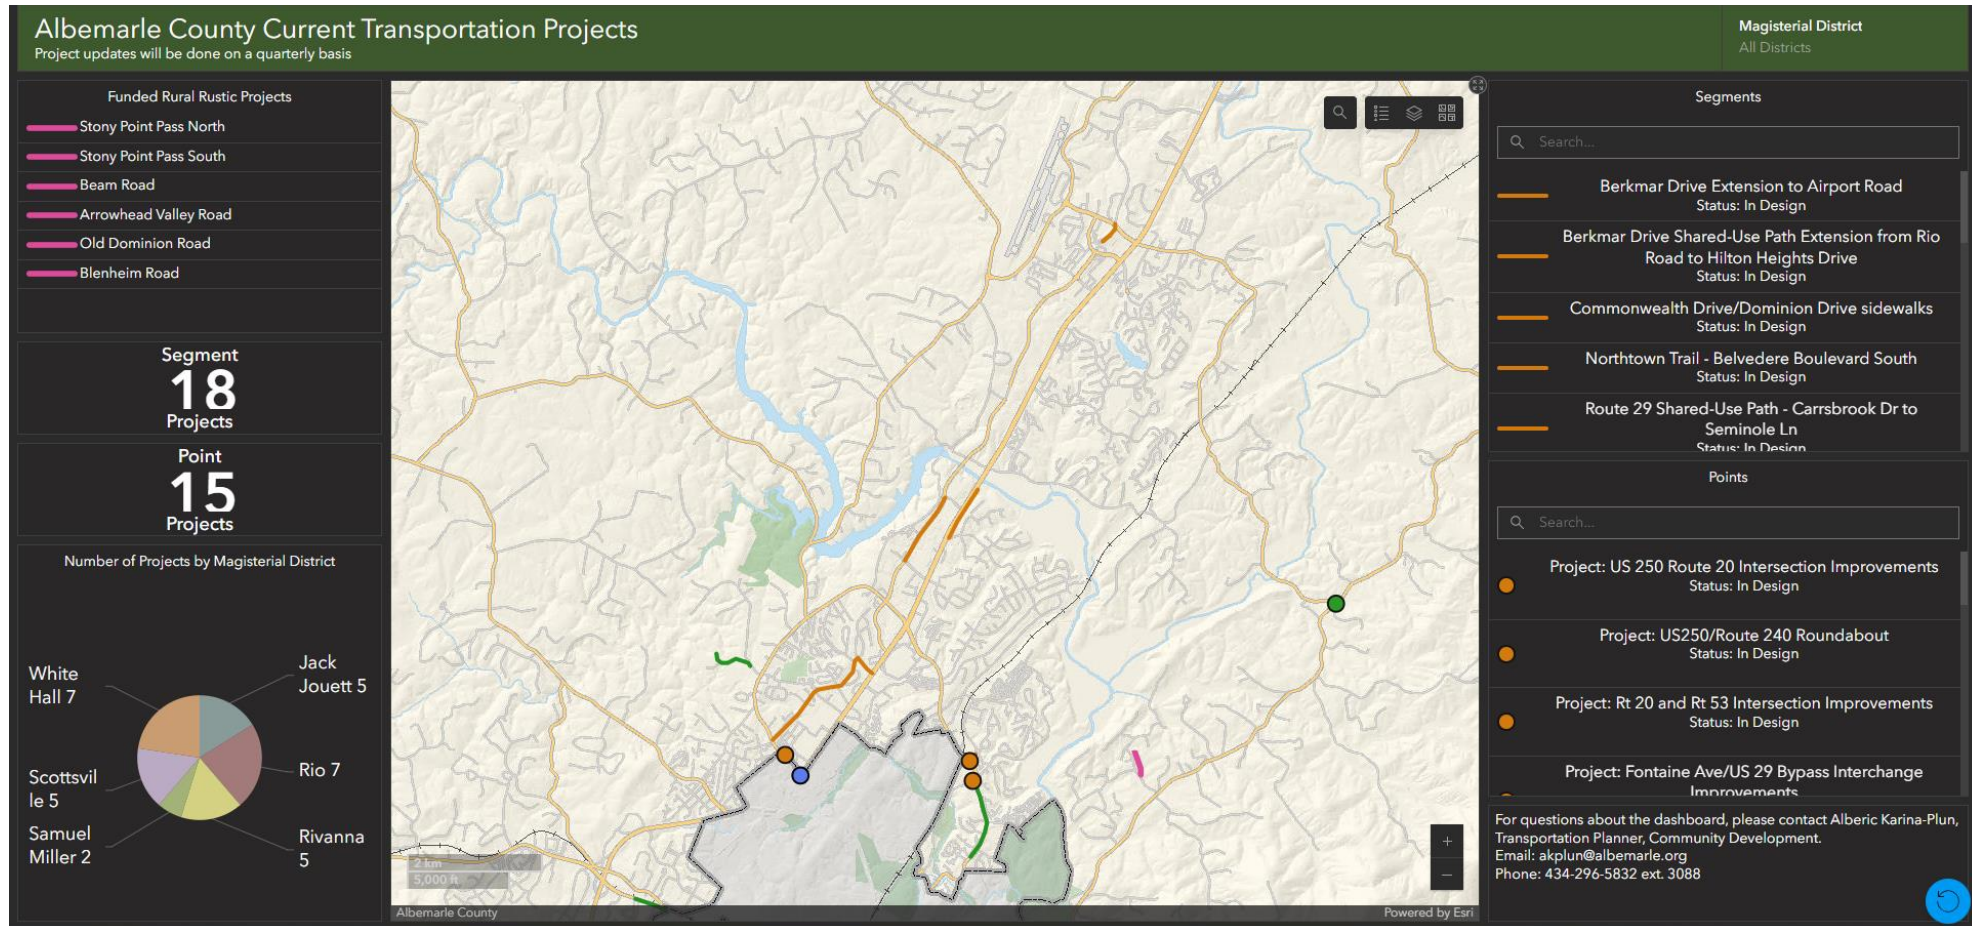 Albemarle County Current Transportation Projects
Project updates will be done on a quarterly basis
Magisterial District
All Districts
Funded Rural Rustic Projects
Stony Point Pass North
Stony Point Pass South
Beam Road
Arrowhead Valley Road
Old Dominion Road
Blenheim Road
Segment
18
Projects
Point
15
Projects
Number of Projects by Magisterial District
White
Hall 7
Jack
Jouett 5
Scottsvil
le 5
Rio 7
Samuel
Miller 2
Rivanna
5
2 km
5,000 ft
Albemarle County
Powered by Esri
+
−
Segments
Search...
Berkmar Drive Extension to Airport Road
Status: In Design
Berkmar Drive Shared-Use Path Extension from Rio
Road to Hilton Heights Drive
Status: In Design
Commonwealth Drive/Dominion Drive sidewalks
Status: In Design
Northtown Trail - Belvedere Boulevard South
Status: In Design
Route 29 Shared-Use Path - Carrsbrook Dr to
Seminole Ln
Status: In Design
Points
Search...
Project: US 250 Route 20 Intersection Improvements
Status: In Design
Project: US250/Route 240 Roundabout
Status: In Design
Project: Rt 20 and Rt 53 Intersection Improvements
Status: In Design
Project: Fontaine Ave/US 29 Bypass Interchange
Improvements
For questions about the dashboard, please contact Alberic Karina-Plun,
Transportation Planner, Community Development.
Email: akplun@albemarle.org
Phone: 434-296-5832 ext. 3088